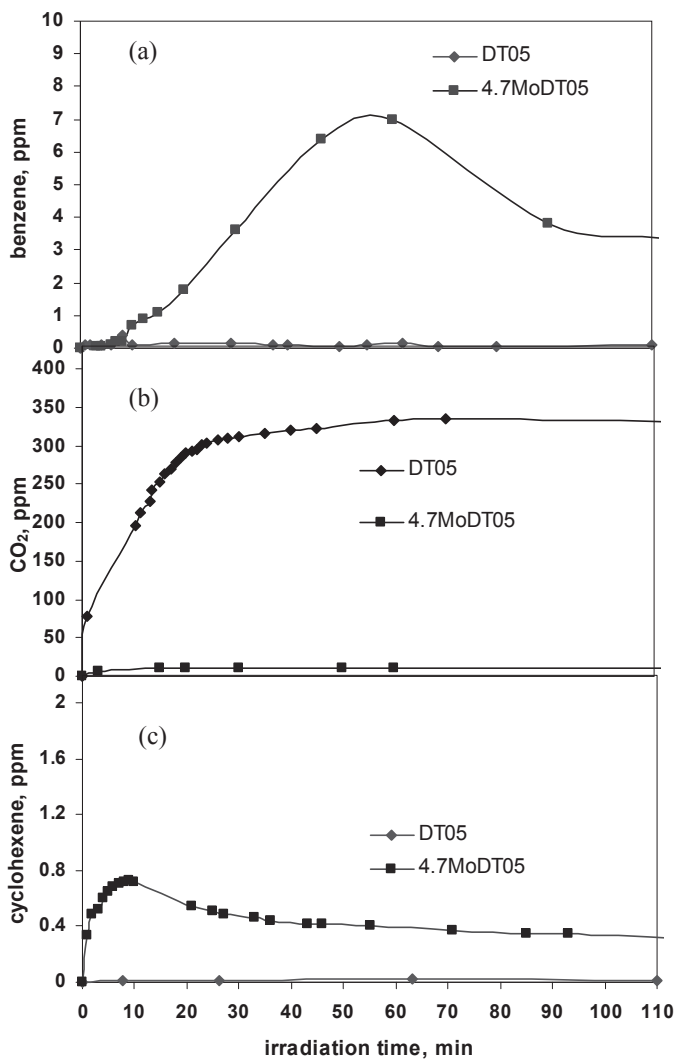 10
9
8
7
6
5
4
3
2
1
0
benzene, ppm
(a)
DT05
4.7MoDT05
400
350
300
250
200
150
100
50
0
CO₂, ppm
(b)
DT05
4.7MoDT05
2
1.6
1.2
0.8
0.4
0
cyclohexene, ppm
(c)
DT05
4.7MoDT05
0 10 20 30 40 50 60 70 80 90 100 110
irradiation time, min